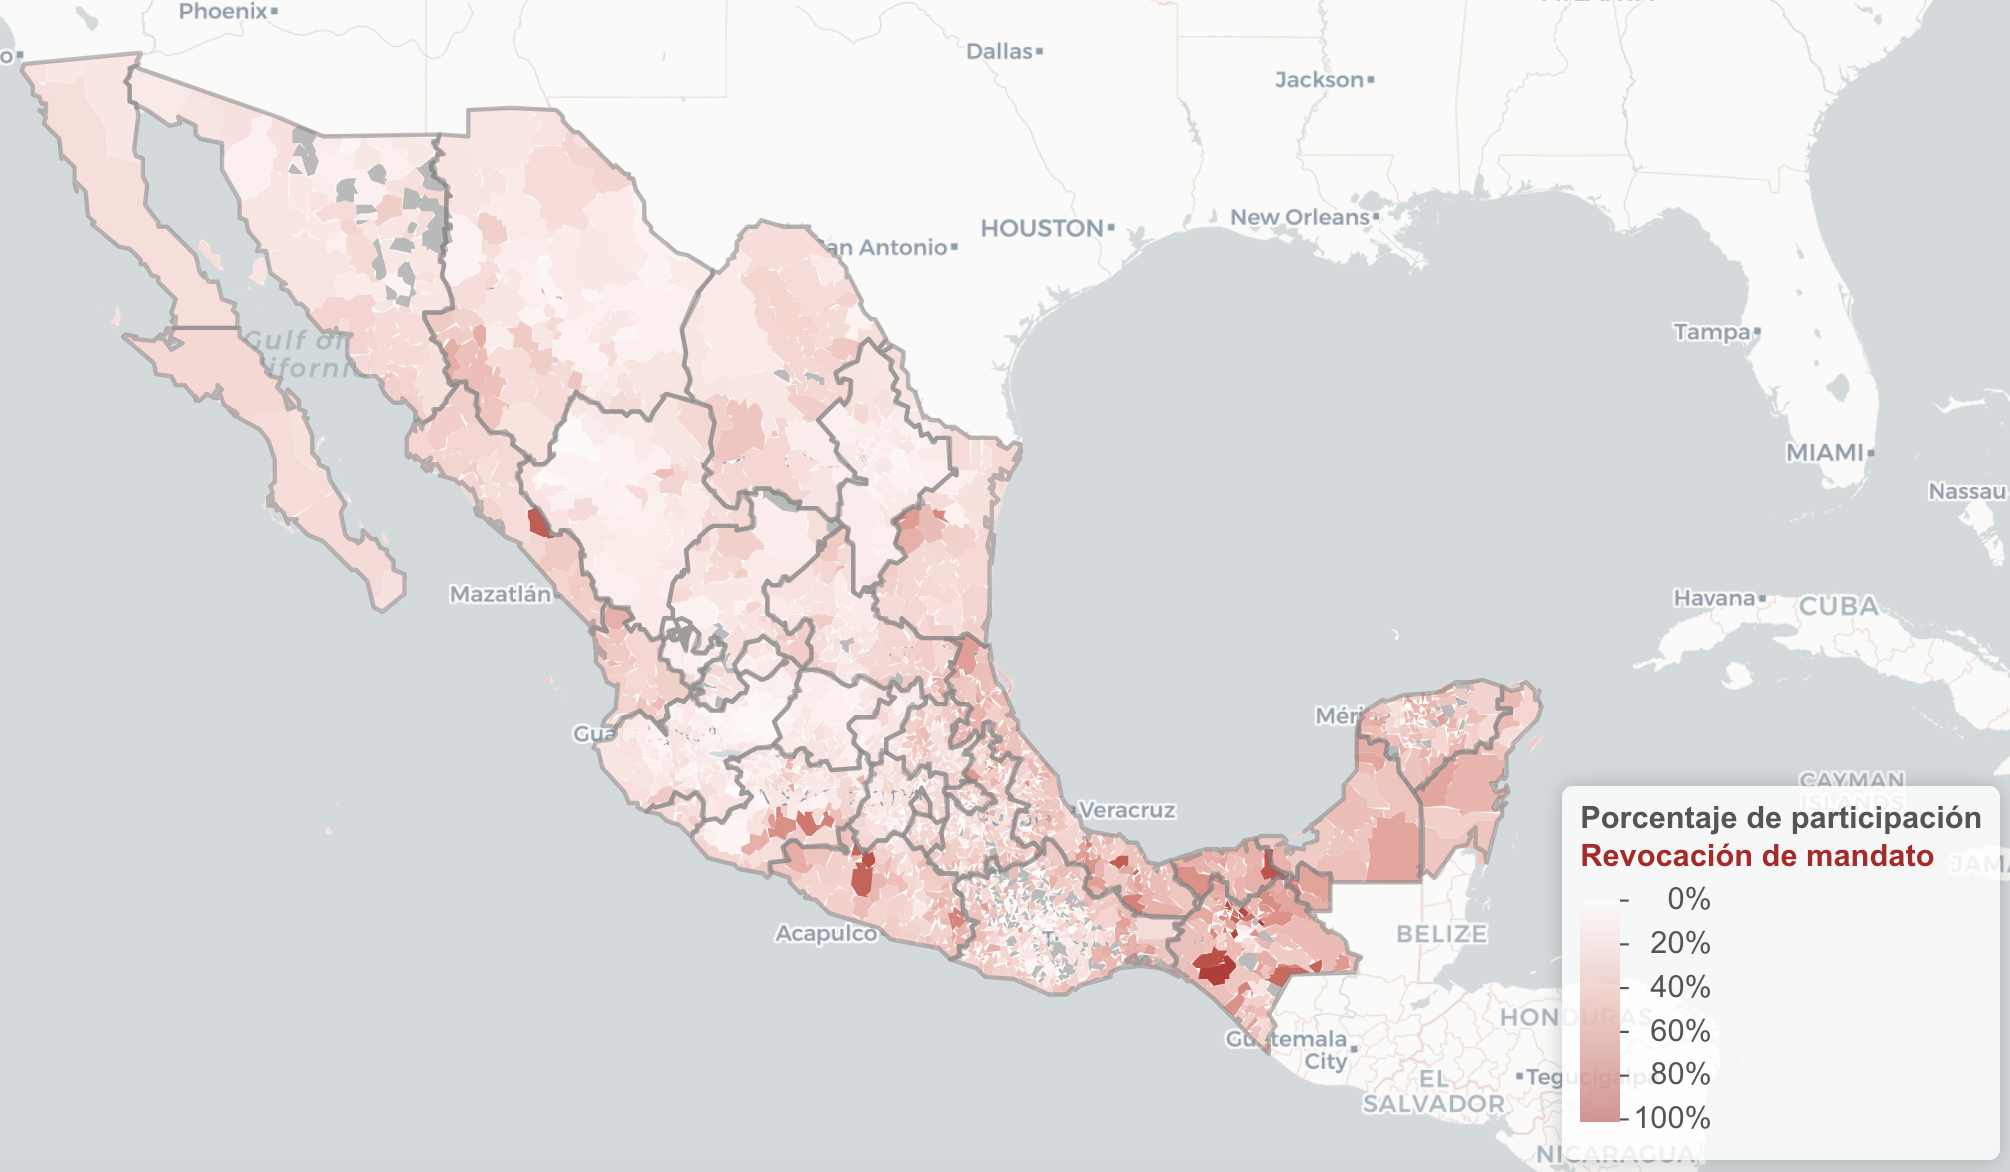 Phoenix
Dallas
Jackson
HOUSTON
New Orleans
an Antonio
Gulf of
iforni
Tampa
MIAMI
Nassau
Mazatlán
Havana
CUBA
Gua
Méri
CAYMAN
ISLANDS
Veracruz
Acapulco
BELIZE
Gu temala
City
HONDURAS
EL
SALVADOR
Tegucigalpa
NICARAGUA
JAMA
Porcentaje de participación
Revocación de mandato
0%
20%
40%
60%
80%
100%